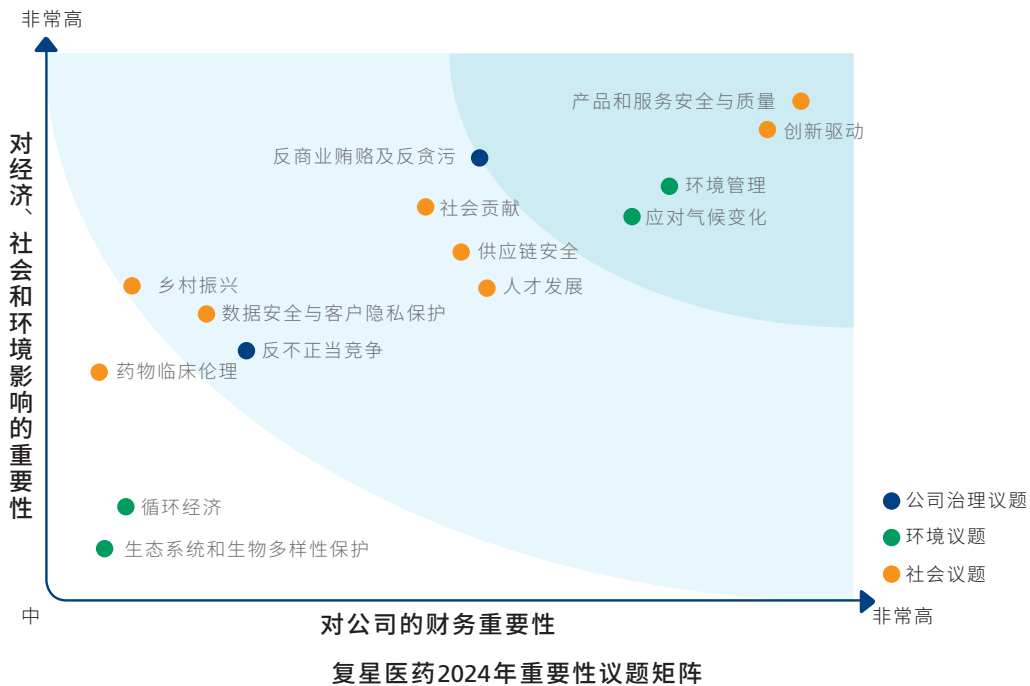 非常高
对经济、社会和环境影响的重要性
产品和服务安全与质量
创新驱动
反商业贿赂及反贪污
环境管理
社会贡献
应对气候变化
供应链安全
乡村振兴
人才发展
数据安全与客户隐私保护
反不正当竞争
药物临床伦理
循环经济
生态系统和生物多样性保护
公司治理议题
环境议题
社会议题
中
非常高
对公司的财务重要性
复星医药2024年重要性议题矩阵